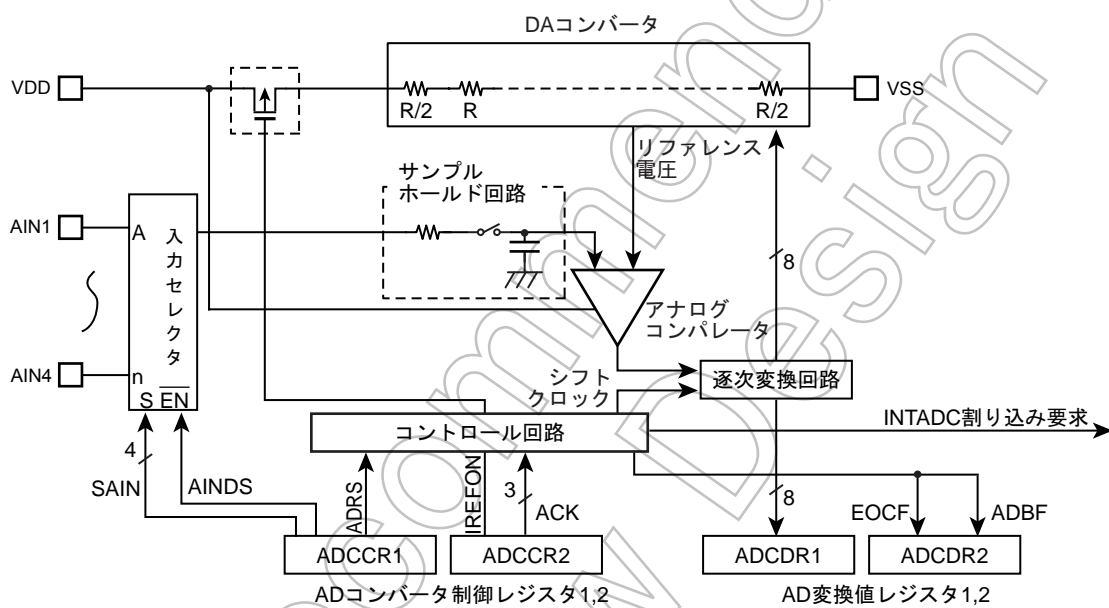 DAコンバータ
VDD
R/2
R
R/2
VSS
リファレンス
電圧
サンプル
ホールド回路
AIN1
A
入力セレクタ
8
アナログ
コンパレータ
AIN4
n
S
EN
シフト
クロック
逐次変換回路
コントロール回路
INTADC割り込み要求
4
SAIN
AINDS
ADRS
IREFON
3
ACK
8
EOCF
ADBF
ADCCR1
ADCCR2
ADCDR1
ADCDR2
ADコンバータ制御レジスタ1,2
AD変換値レジスタ1,2